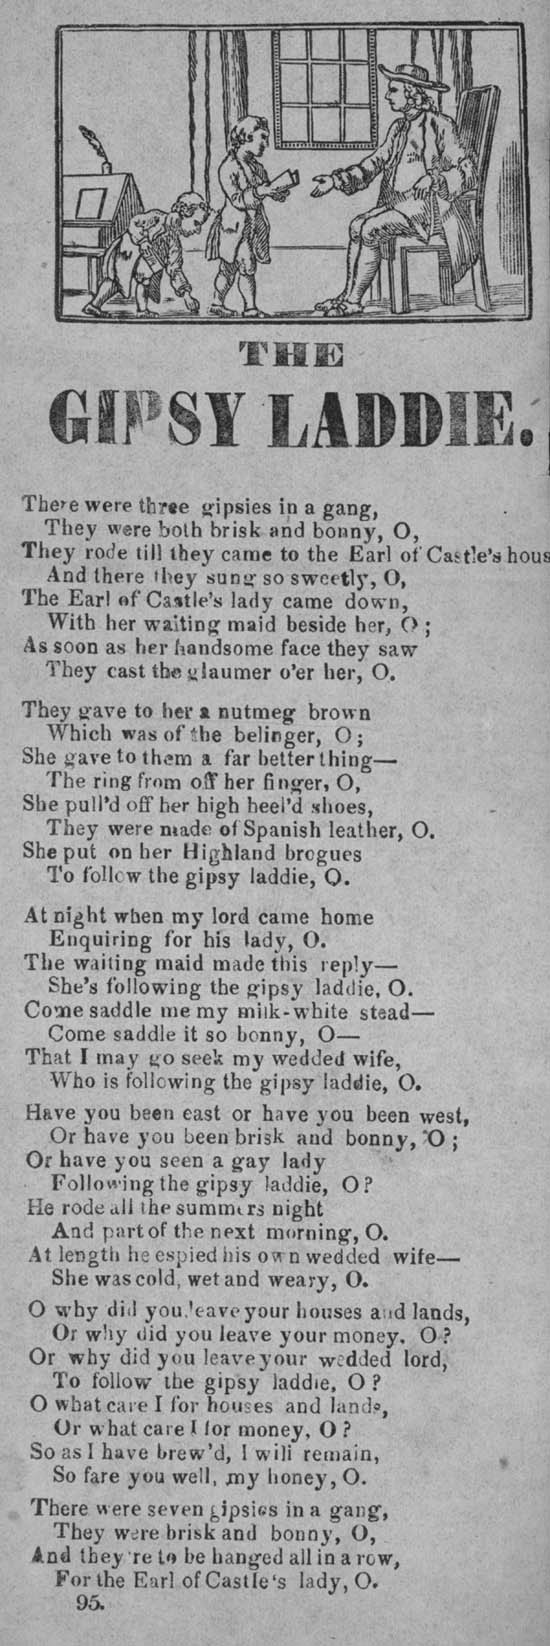 THE
GIPSY LADDIE.
There were three gipsies in a gang,
They were both brisk and bonny, O,
They rode till they came to the Earl of Castle's hous
And there they sung so sweetly, O,
The Earl of Castle's lady came down,
With her waiting maid beside her, O;
As soon as her handsome face they saw
They cast the glaumer o'er her, O.
They gave to her a nutmeg brown
Which was of the belinger, O;
She gave to them a far better thing—
The ring from off her finger, O,
She pull'd off her high heel'd shoes,
They were made of Spanish leather, O.
She put on her Highland brogues
To follow the gipsy laddie, O.
At night when my lord came home
Enquiring for his lady, O.
The waiting maid made this reply—
She's following the gipsy laddie, O.
Come saddle me my milk-white stead—
Come saddle it so bonny, O—
That I may go seek my wedded wife,
Who is following the gipsy laddie, O.
Have you been east or have you been west,
Or have you been brisk and bonny, O;
Or have you seen a gay lady
Following the gipsy laddie, O?
He rode all the summers night
And part of the next morning, O.
At length he espied his own wedded wife—
She was cold, wet and weary, O.
O why did you leave your houses and lands,
Or why did you leave your money, O?
Or why did you leave your wedded lord,
To follow the gipsy laddie, O?
O what care I for houses and lands,
Or what care I for money, O?
So as I have brew'd, I will remain,
So fare you well, my honey, O.
There were seven gipsies in a gang,
They were brisk and bonny, O,
And they're to be hanged all in a row,
For the Earl of Castle's lady, O.
95.